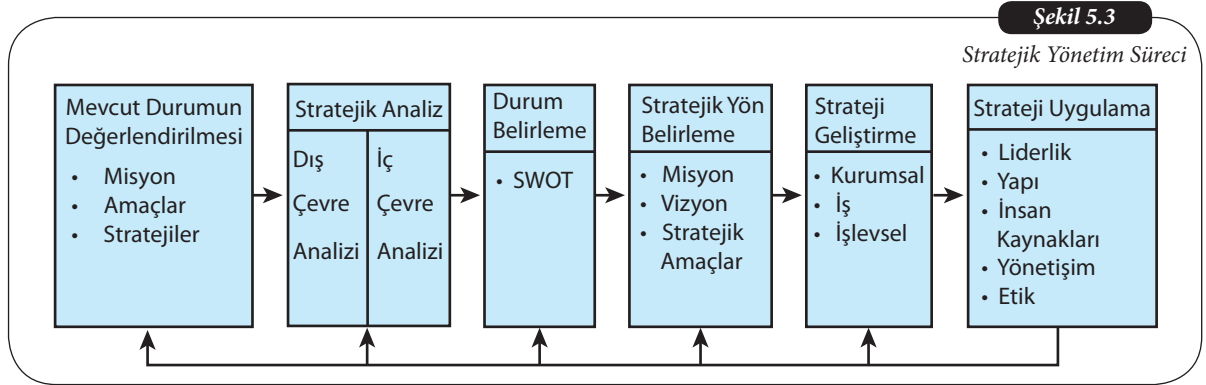 Şekil 5.3
Stratejik Yönetim Süreci
Mevcut Durumun
Değerlendirilmesi
• Misyon
• Amaçlar
• Stratejiler
Stratejik Analiz
Dış
Çevre
Analizi
İç
Çevre
Analizi
Durum
Belirleme
• SWOT
Stratejik Yön
Belirleme
• Misyon
• Vizyon
• Stratejik
Amaçlar
Strateji
Geliştirme
• Kurumsal
• İş
• İşlevsel
Strateji Uygulama
• Liderlik
• Yapı
• İnsan
Kaynakları
• Yönetişim
• Etik